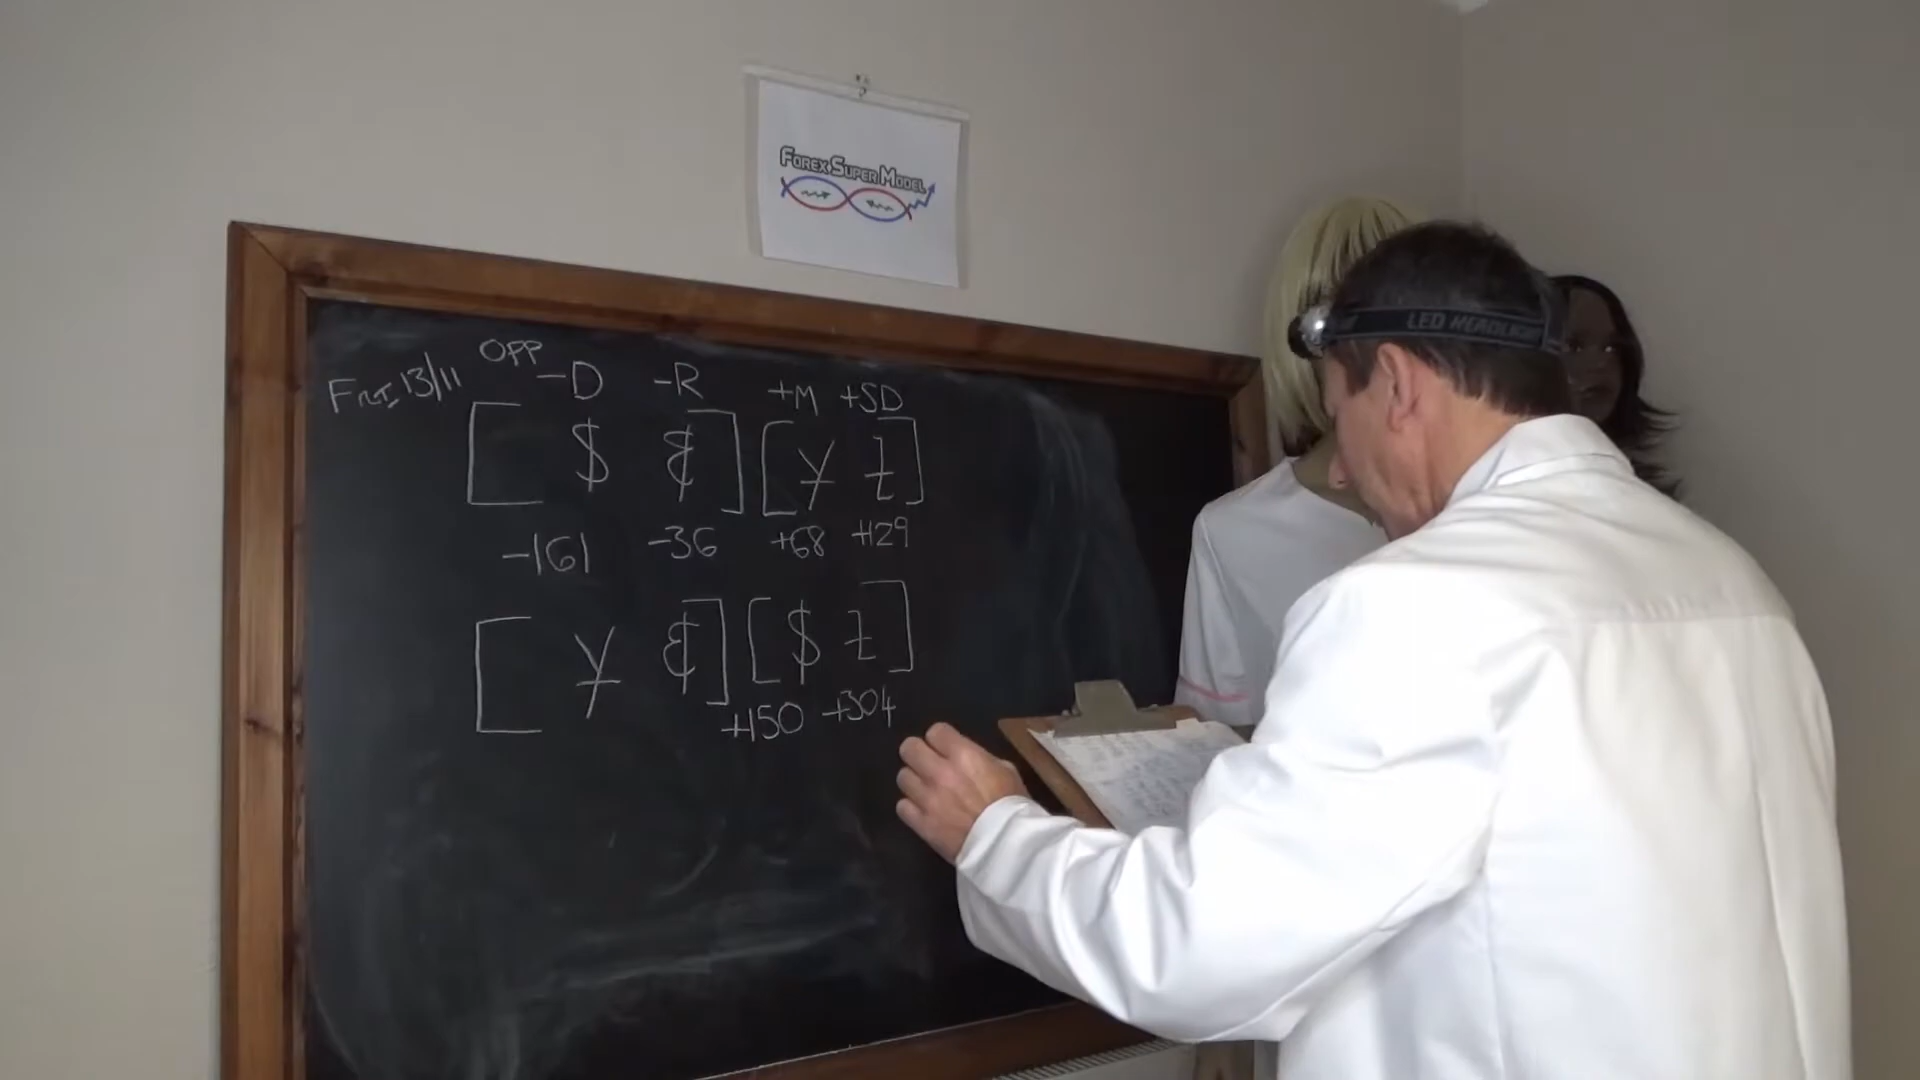 FOREX SUPER MODEL
FRI 13/11 OPP -D -R +M +SD
[ $ € ] [ ¥ £ ]
-161 -36 +68 +129
[ ¥ € ] [ $ £ ]
+150 +304
LED HEADLIGHT